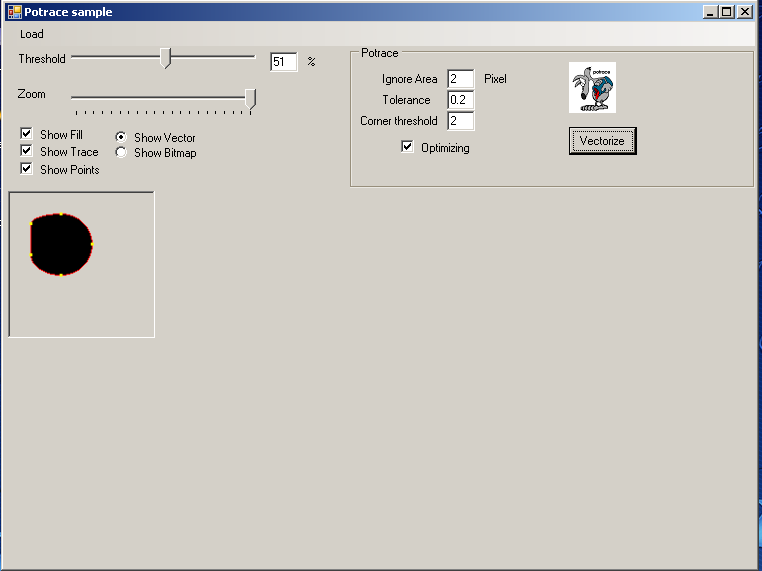 Potrace sample
Load
Threshold 51 %
Zoom
Show Fill
Show Trace
Show Points
Show Vector
Show Bitmap
Potrace
Ignore Area 2 Pixel
Tolerance 0.2
Corner threshold 2
Optimizing
potrace
Vectorize